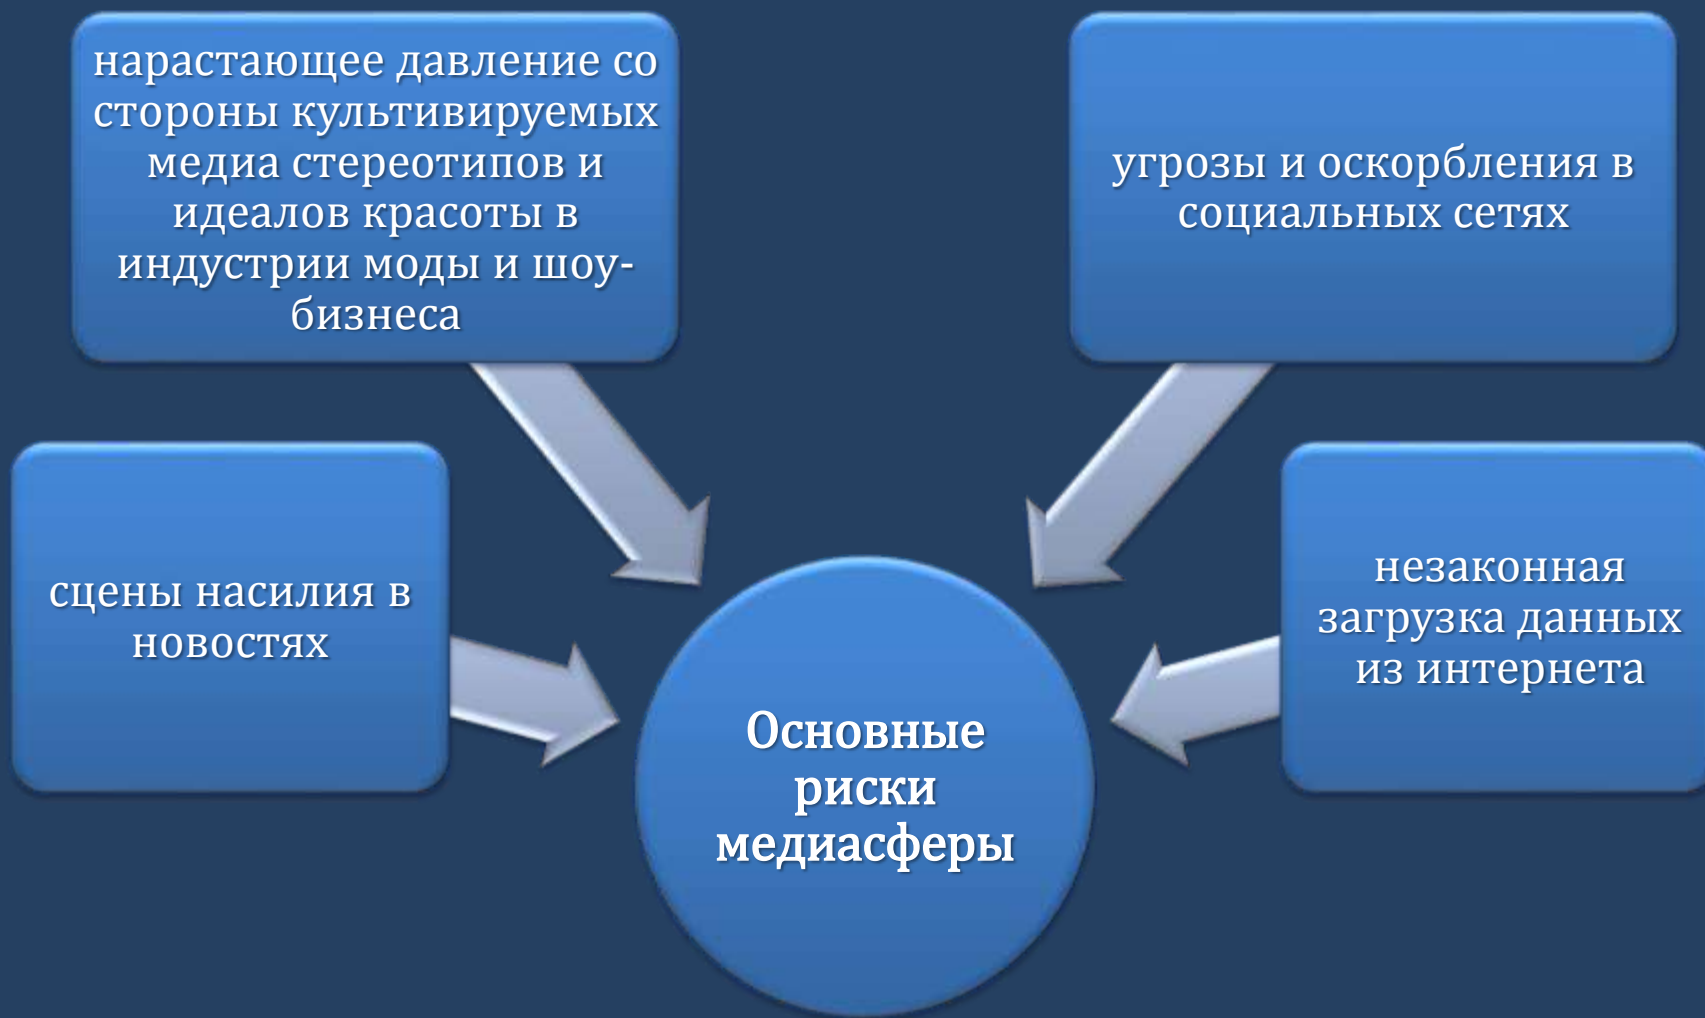 нарастающее давление со
стороны культивируемых
медиа стереотипов и
идеалов красоты в
индустрии моды и шоу-
бизнеса
угрозы и оскорбления в
социальных сетях
сцены насилия в
новостях
незаконная
загрузка данных
из интернета
Основные
риски
медиасферы